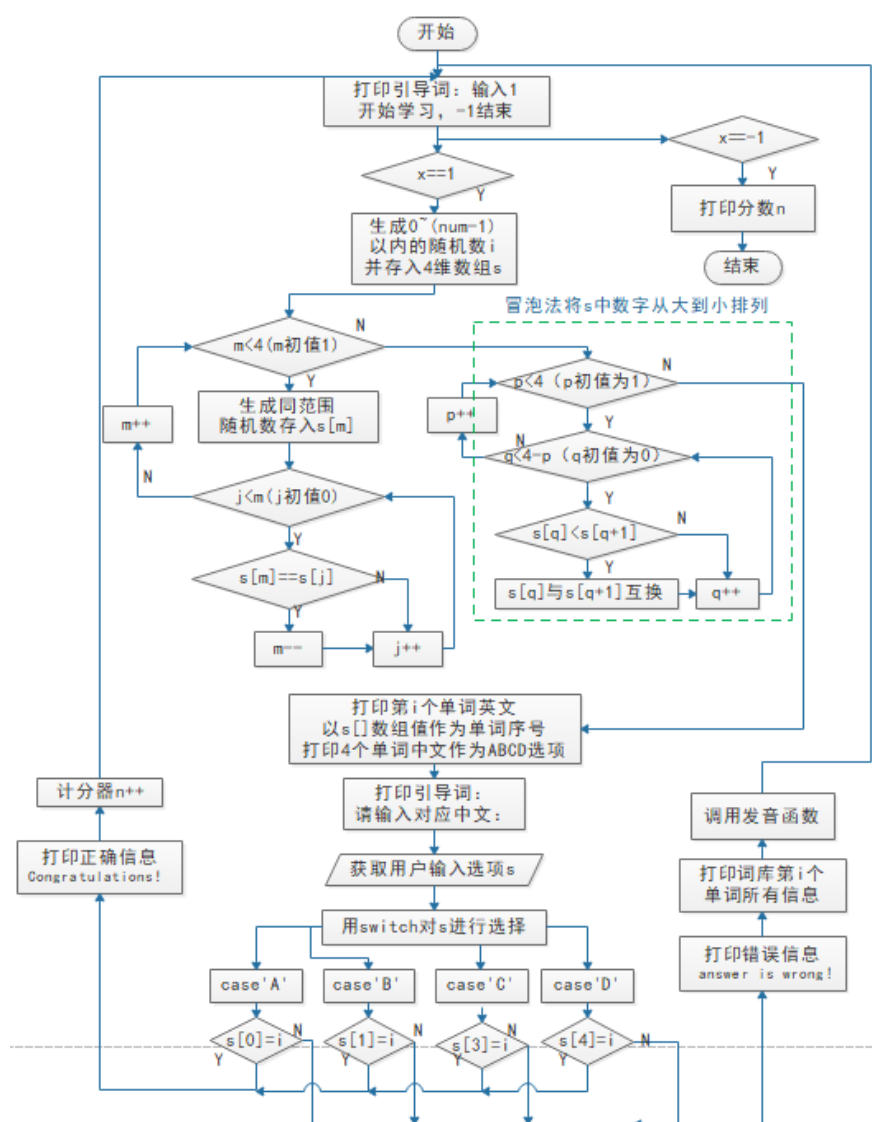 开始
打印引导词：输入1
开始学习，-1结束
x==-1
x==1
Y
Y
打印分数n
生成0~(num-1)
以内的随机数i
并存入4维数组s
结束
冒泡法将s中数字从大到小排列
N
m<4(m初值1)
N
p<4（p初值为1）
Y
生成同范围
随机数存入s[m]
m++
p++
Y
N
q<4-p（q初值为0）
N
j<m(j初值0)
Y
N
s[q]<s[q+1]
Y
s[m]==s[j]
N
Y
s[q]与s[q+1]互换
q++
Y
m--
j++
打印第i个单词英文
以s[]数组值作为单词序号
打印4个单词中文作为ABCD选项
计分器n++
打印引导词：
请输入对应中文：
调用发音函数
打印正确信息
Congratulations!
获取用户输入选项s
打印词库第i个
单词所有信息
用switch对s进行选择
打印错误信息
answer is wrong!
case'A'
case'B'
case'C'
case'D'
s[0]=i
N
Y
s[1]=i
N
Y
s[3]=i
N
Y
s[4]=i
N
Y